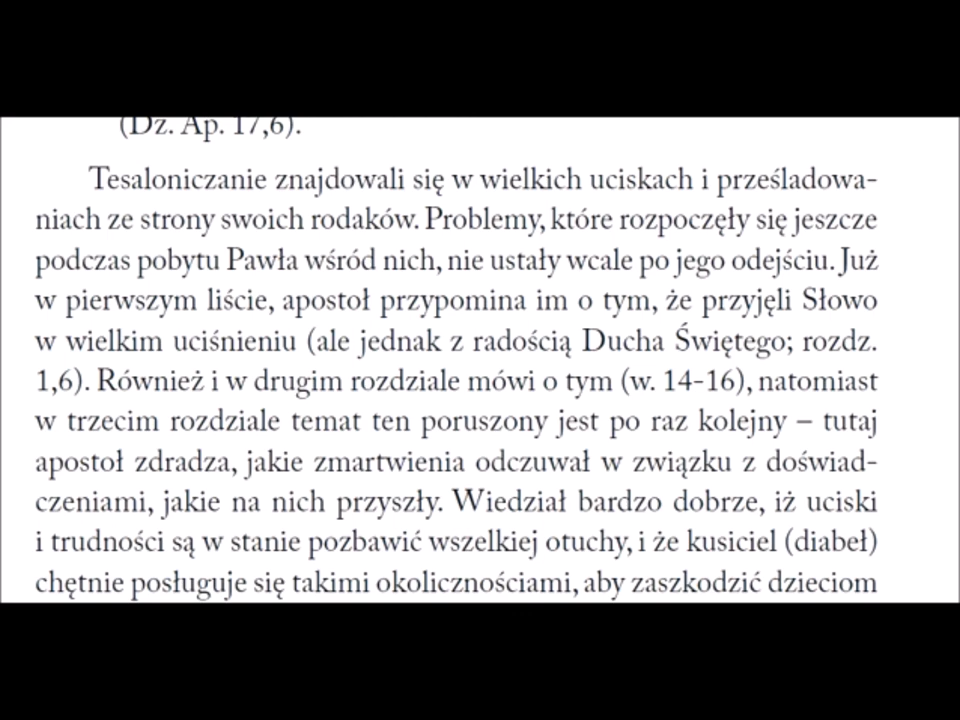 (Dz. Ap. 17,6).
Tesaloniczanie znajdowali się w wielkich uciskach i prześladowa-
niach ze strony swoich rodaków. Problemy, które rozpoczęły się jeszcze
podczas pobytu Pawła wśród nich, nie ustały wcale po jego odejściu. Już
w pierwszym liście, apostoł przypomina im o tym, że przyjęli Słowo
w wielkim uciśnieniu (ale jednak z radością Ducha Świętego; rozdz.
1,6). Również i w drugim rozdziale mówi o tym (w. 14-16), natomiast
w trzecim rozdziale temat ten poruszony jest po raz kolejny – tutaj
apostoł zdradza, jakie zmartwienia odczuwał w związku z doświad-
czeniami, jakie na nich przyszły. Wiedział bardzo dobrze, iż uciski
i trudności są w stanie pozbawić wszelkiej otuchy, i że kusiciel (diabeł)
chętnie posługuje się takimi okolicznościami, aby zaszkodzić dzieciom